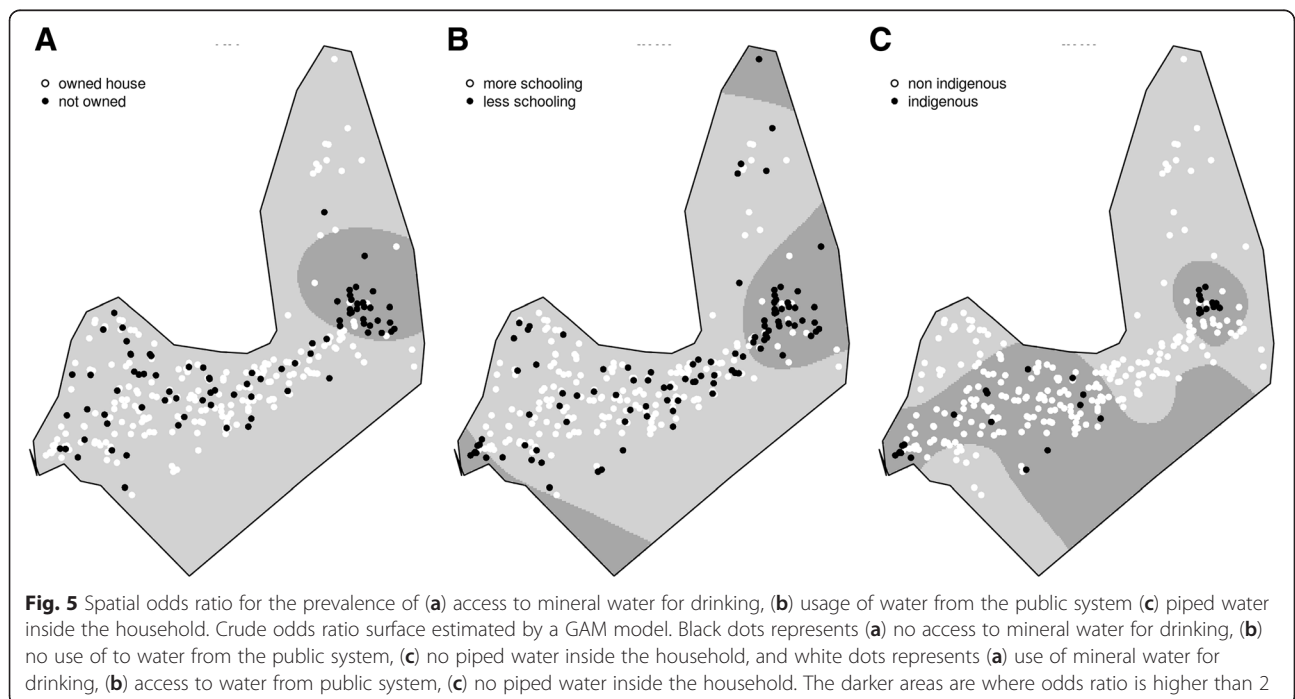 A
B
C
owned house
not owned
more schooling
less schooling
non indigenous
indigenous
Fig. 5 Spatial odds ratio for the prevalence of (a) access to mineral water for drinking, (b) usage of water from the public system (c) piped water
inside the household. Crude odds ratio surface estimated by a GAM model. Black dots represents (a) no access to mineral water for drinking, (b)
no use of to water from the public system, (c) no piped water inside the household, and white dots represents (a) use of mineral water for
drinking, (b) access to water from public system, (c) no piped water inside the household. The darker areas are where odds ratio is higher than 2